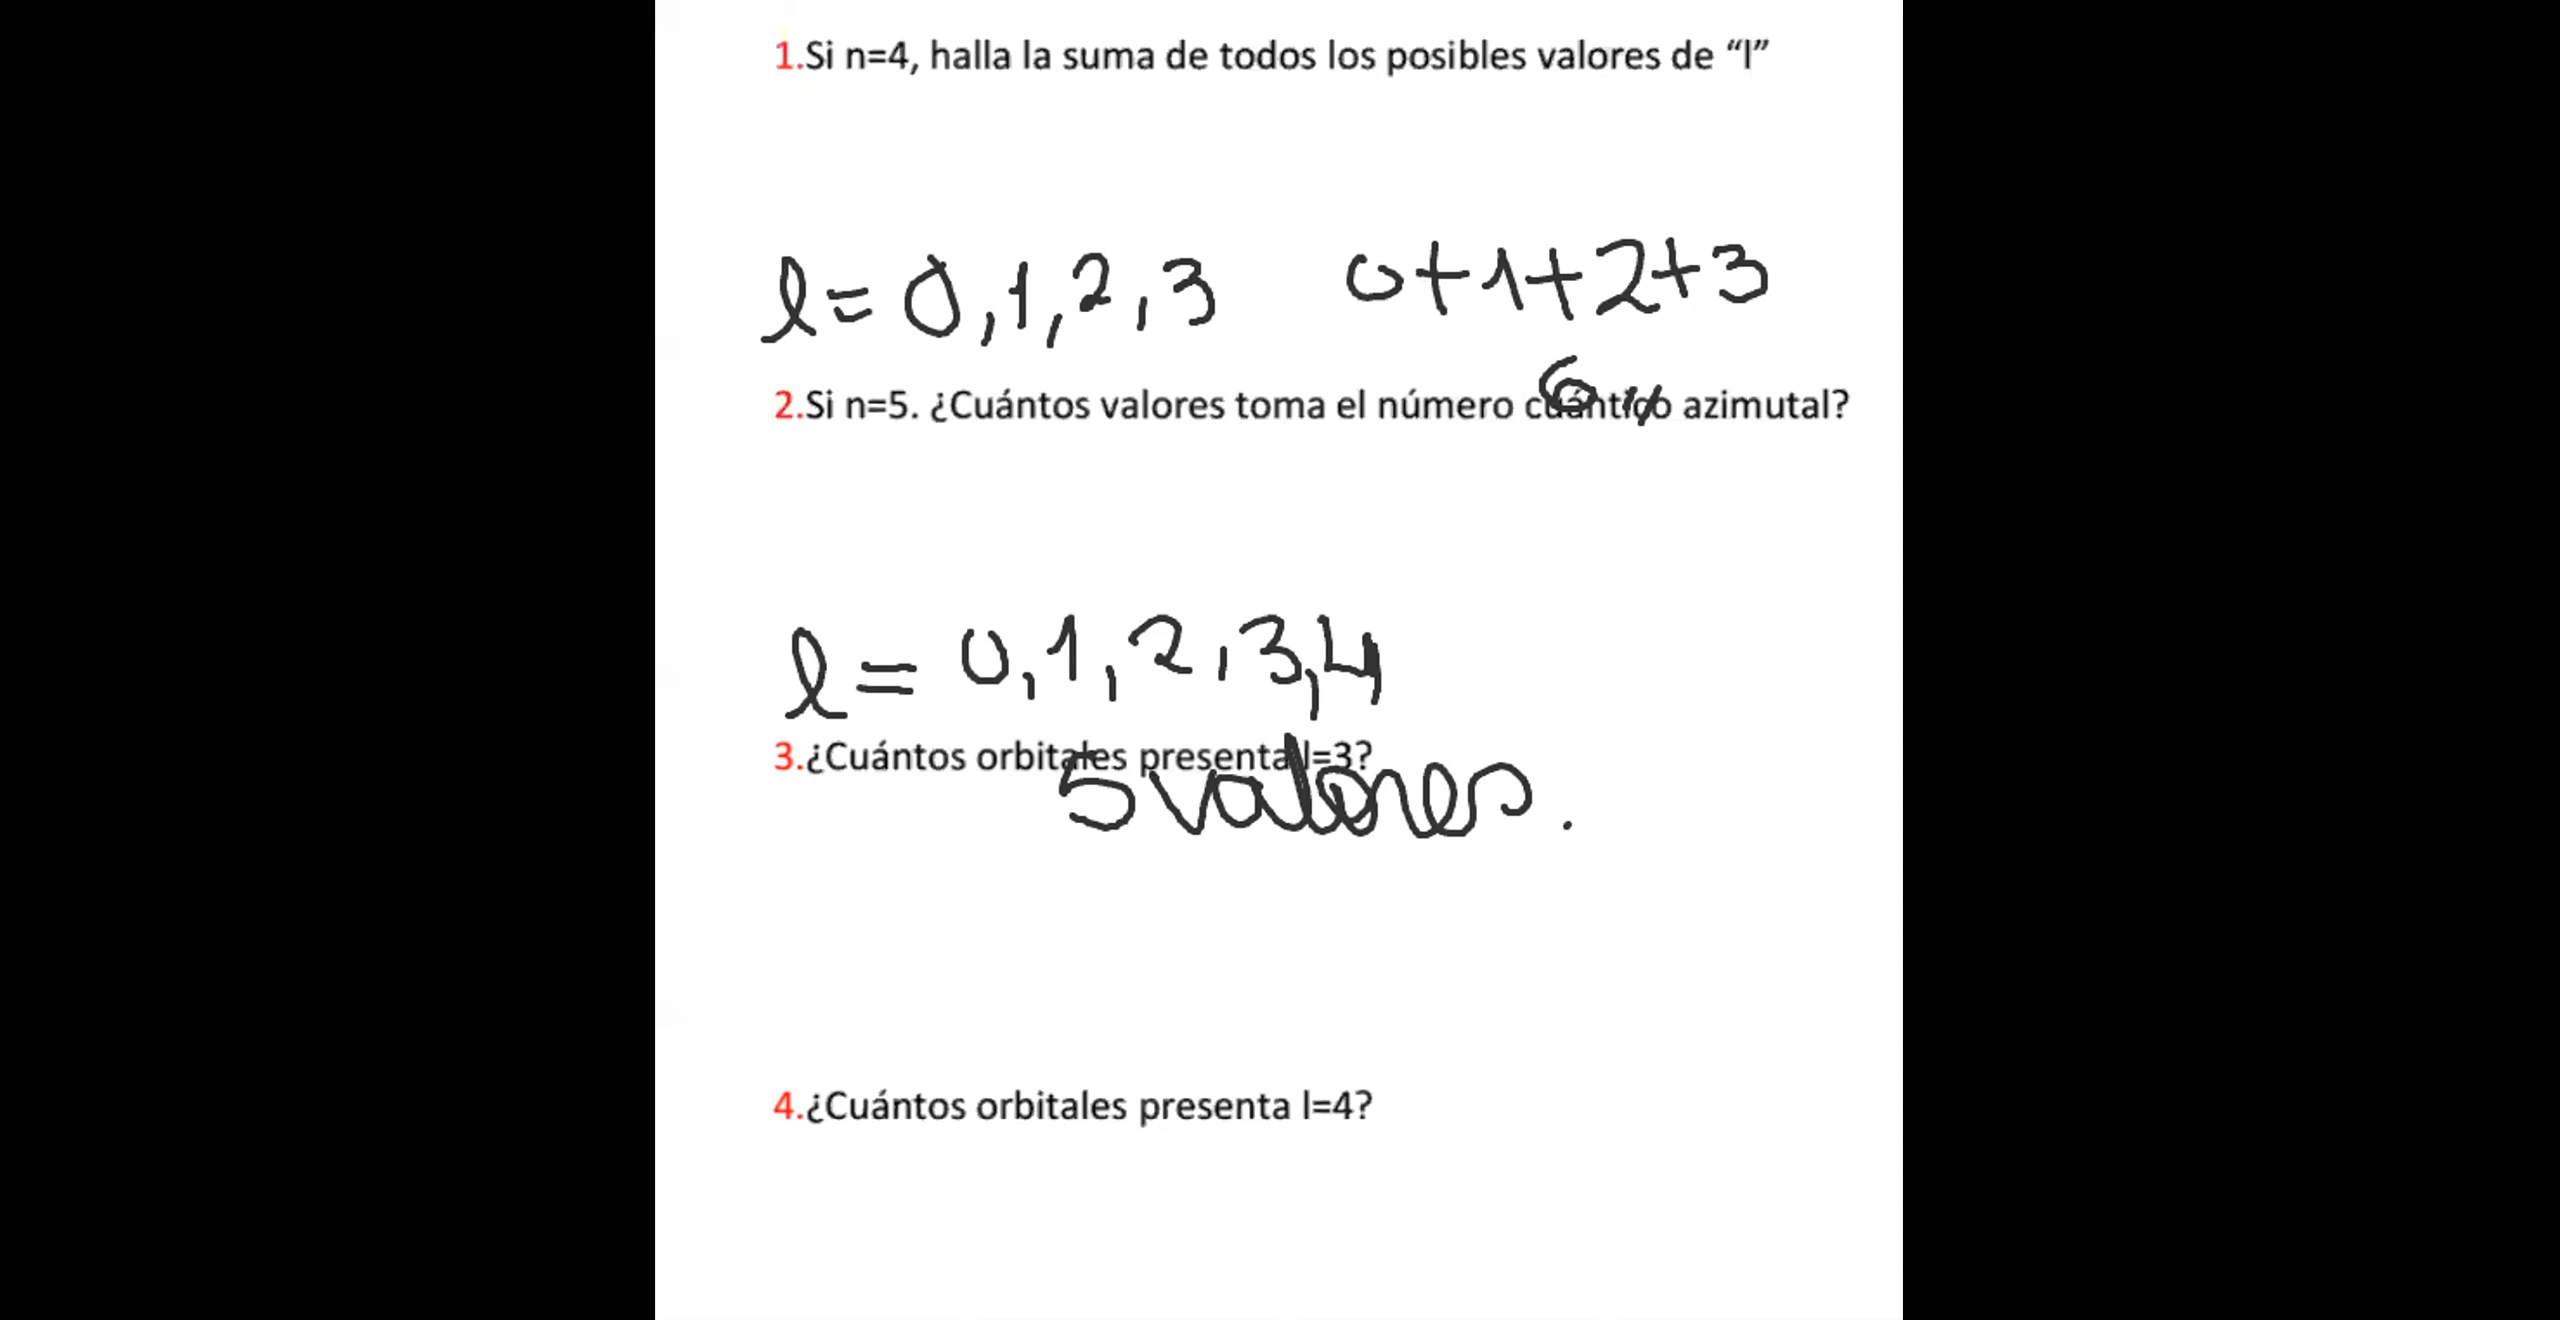 1.Si n=4, halla la suma de todos los posibles valores de “l”
l= 0,1,2,3 0+1+2+3
6
2.Si n=5. ¿Cuántos valores toma el número cuántico azimutal?
l= 0,1,2,3,4
3.¿Cuántos orbitales presenta l=3?
5 valores.
4.¿Cuántos orbitales presenta l=4?